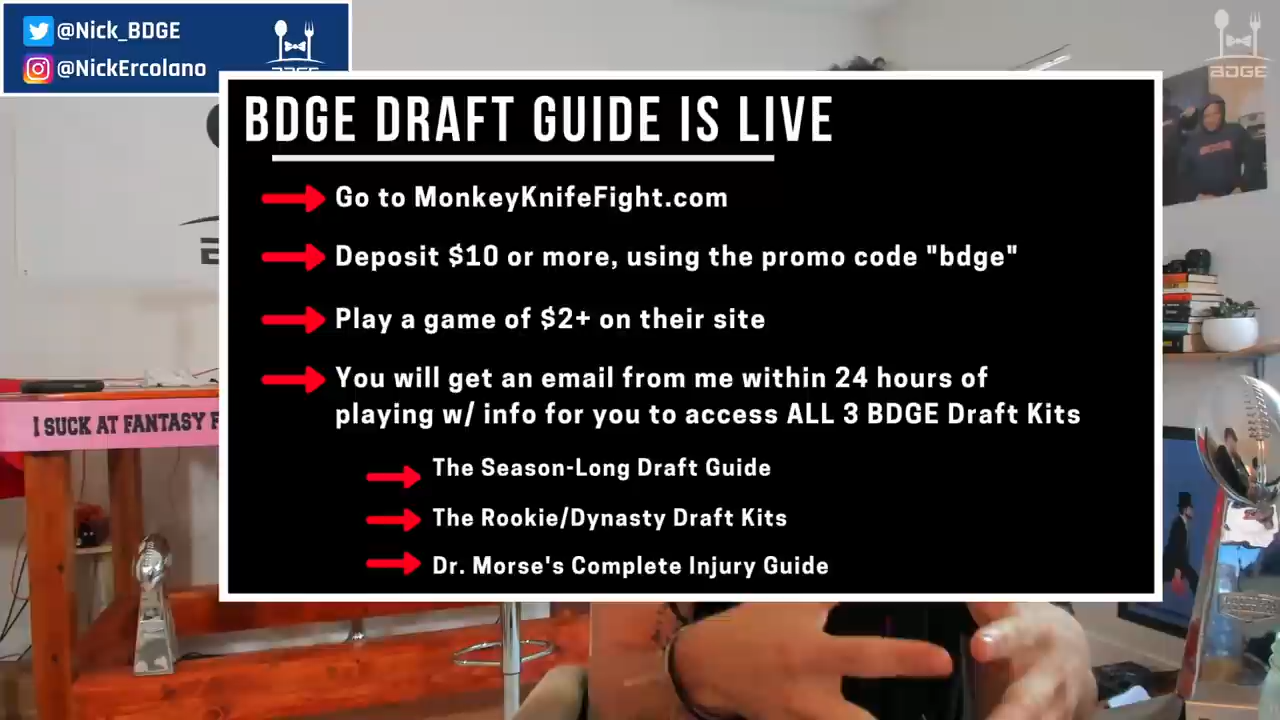 @Nick_BDGE
@NickErcolano
BDGE
BDGE DRAFT GUIDE IS LIVE
Go to MonkeyKnifeFight.com
Deposit $10 or more, using the promo code "bdge"
Play a game of $2+ on their site
You will get an email from me within 24 hours of
playing w/ info for you to access ALL 3 BDGE Draft Kits
The Season-Long Draft Guide
The Rookie/Dynasty Draft Kits
Dr. Morse's Complete Injury Guide
I SUCK AT FANTASY F